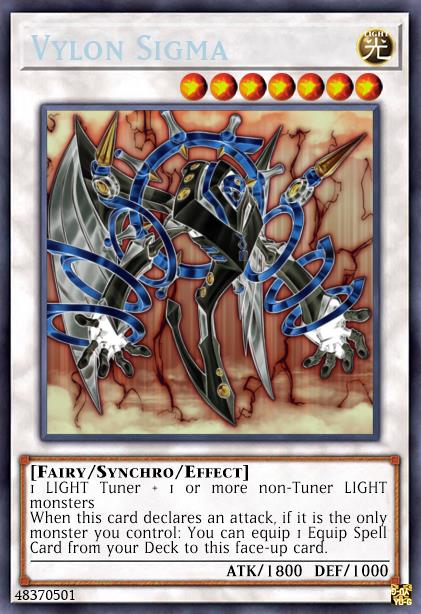 Vylon Sigma
LIGHT
光
[Fairy/Synchro/Effect]
1 LIGHT Tuner + 1 or more non-Tuner LIGHT
monsters
When this card declares an attack, if it is the only
monster you control: You can equip 1 Equip Spell
Card from your Deck to this face-up card.
ATK/1800 DEF/1000
48370501